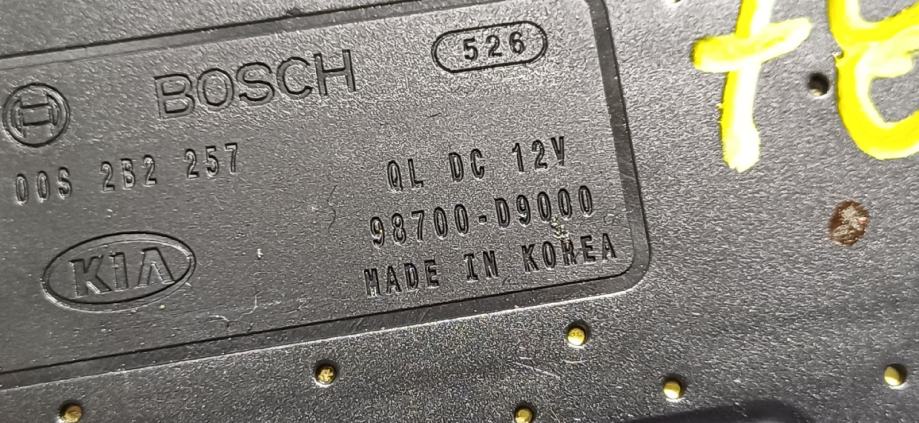 BOSCH 526
00S 2B2 257
QL DC 12V
KIA
98700-D9000
MADE IN KOREA